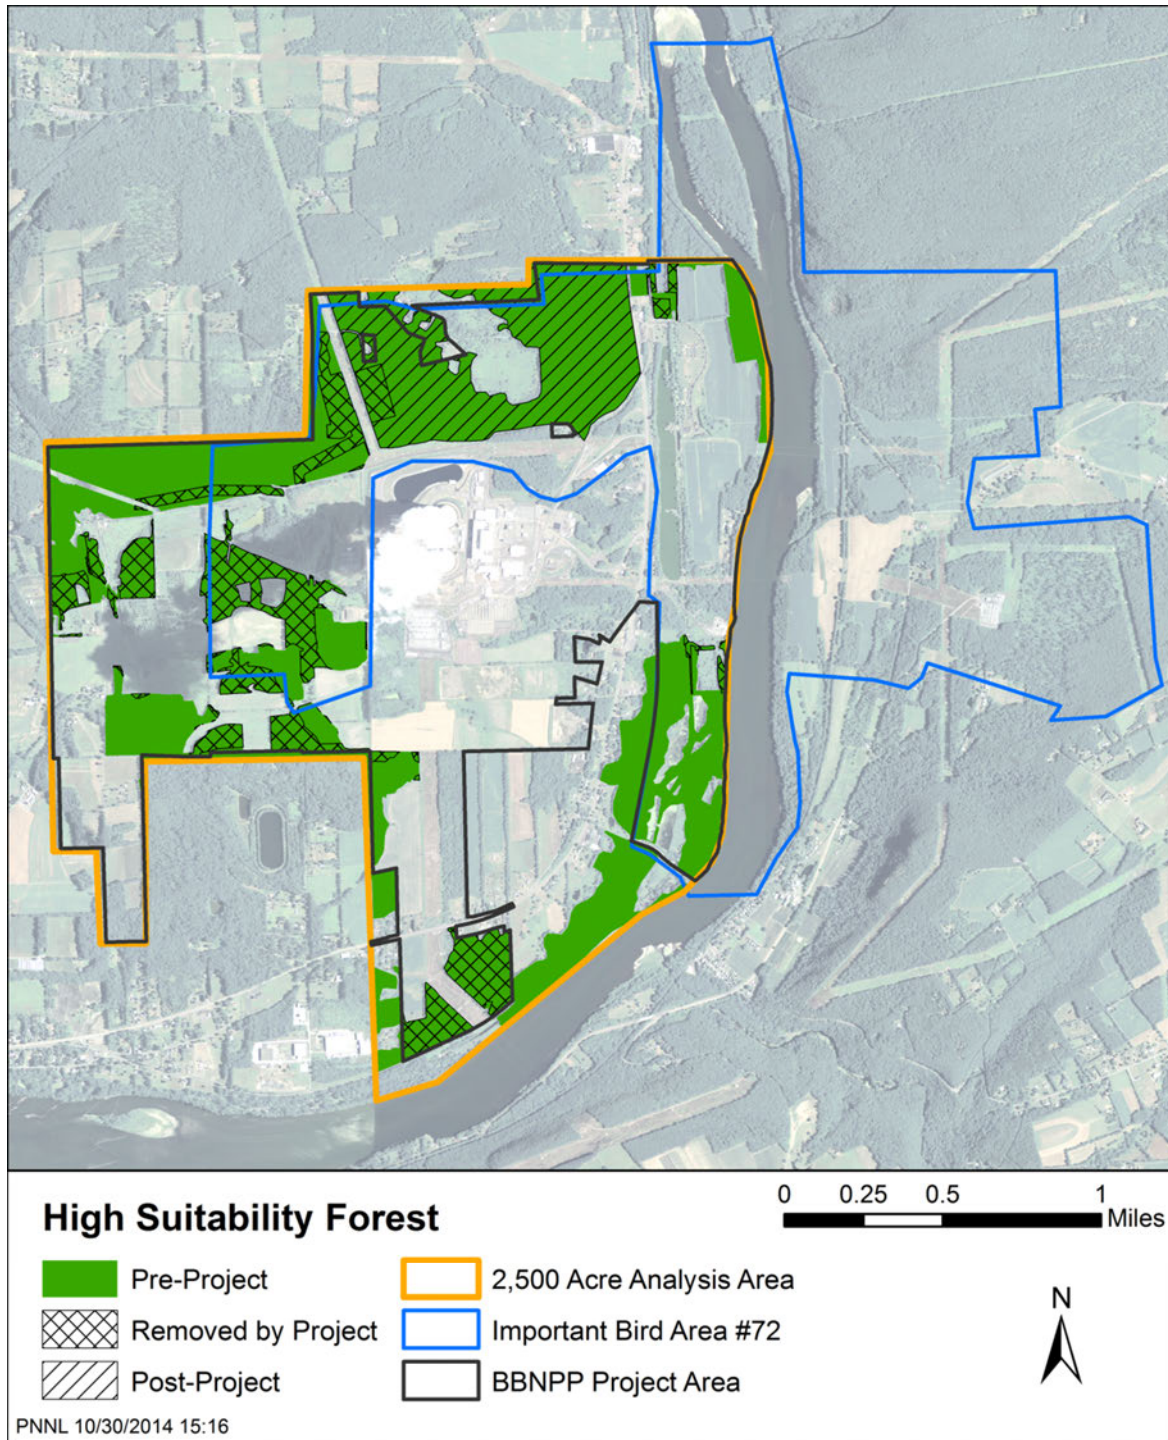 High Suitability Forest
0 0.25 0.5 1
Miles
Pre-Project
2,500 Acre Analysis Area
Removed by Project
Important Bird Area #72
Post-Project
BBNPP Project Area
N
PNNL 10/30/2014 15:16